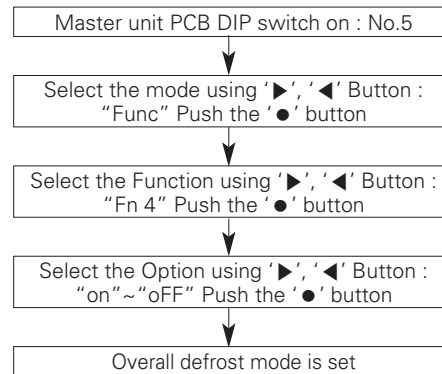 Master unit PCB DIP switch on : No.5
Select the mode using ‘▶’, ‘◀’ Button :
“Func” Push the ‘●’ button
Select the Function using ‘▶’, ‘◀’ Button :
“Fn 4” Push the ‘●’ button
Select the Option using ‘▶’, ‘◀’ Button :
“on”~“oFF” Push the ‘●’ button
Overall defrost mode is set